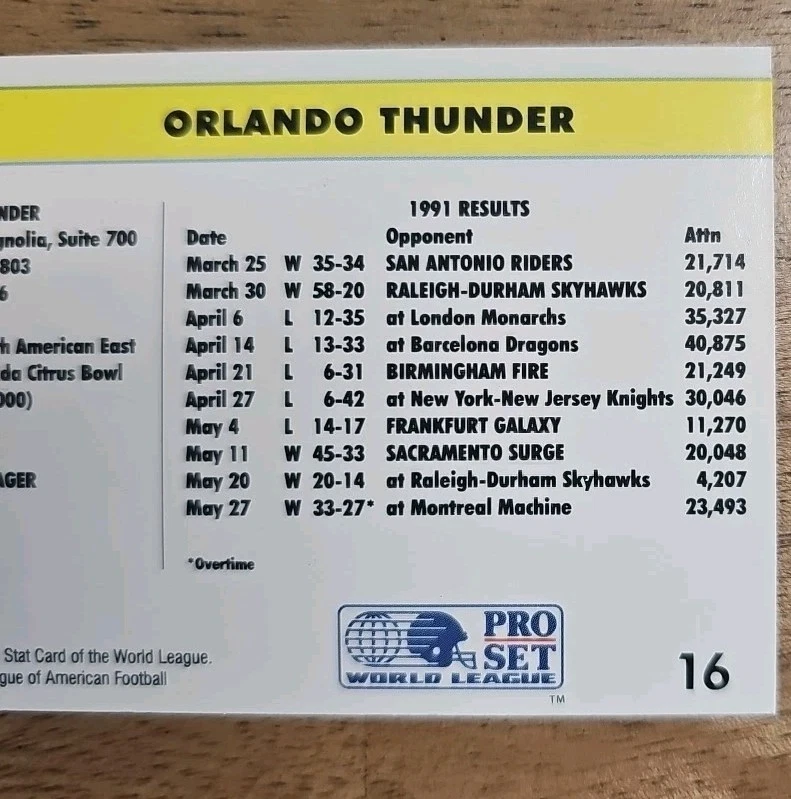 ORLANDO THUNDER
NDER
gnolia, Suite 700
803
6
h American East
da Citrus Bowl
000)
AGER
1991 RESULTS
Date Opponent Attn
March 25 W 35-34 SAN ANTONIO RIDERS 21,714
March 30 W 58-20 RALEIGH-DURHAM SKYHAWKS 20,811
April 6 L 12-35 at London Monarchs 35,327
April 14 L 13-33 at Barcelona Dragons 40,875
April 21 L 6-31 BIRMINGHAM FIRE 21,249
April 27 L 6-42 at New York-New Jersey Knights 30,046
May 4 L 14-17 FRANKFURT GALAXY 11,270
May 11 W 45-33 SACRAMENTO SURGE 20,048
May 20 W 20-14 at Raleigh-Durham Skyhawks 4,207
May 27 W 33-27* at Montreal Machine 23,493
*Overtime
Stat Card of the World League.
gue of American Football
PRO
SET
WORLD LEAGUE
TM
16